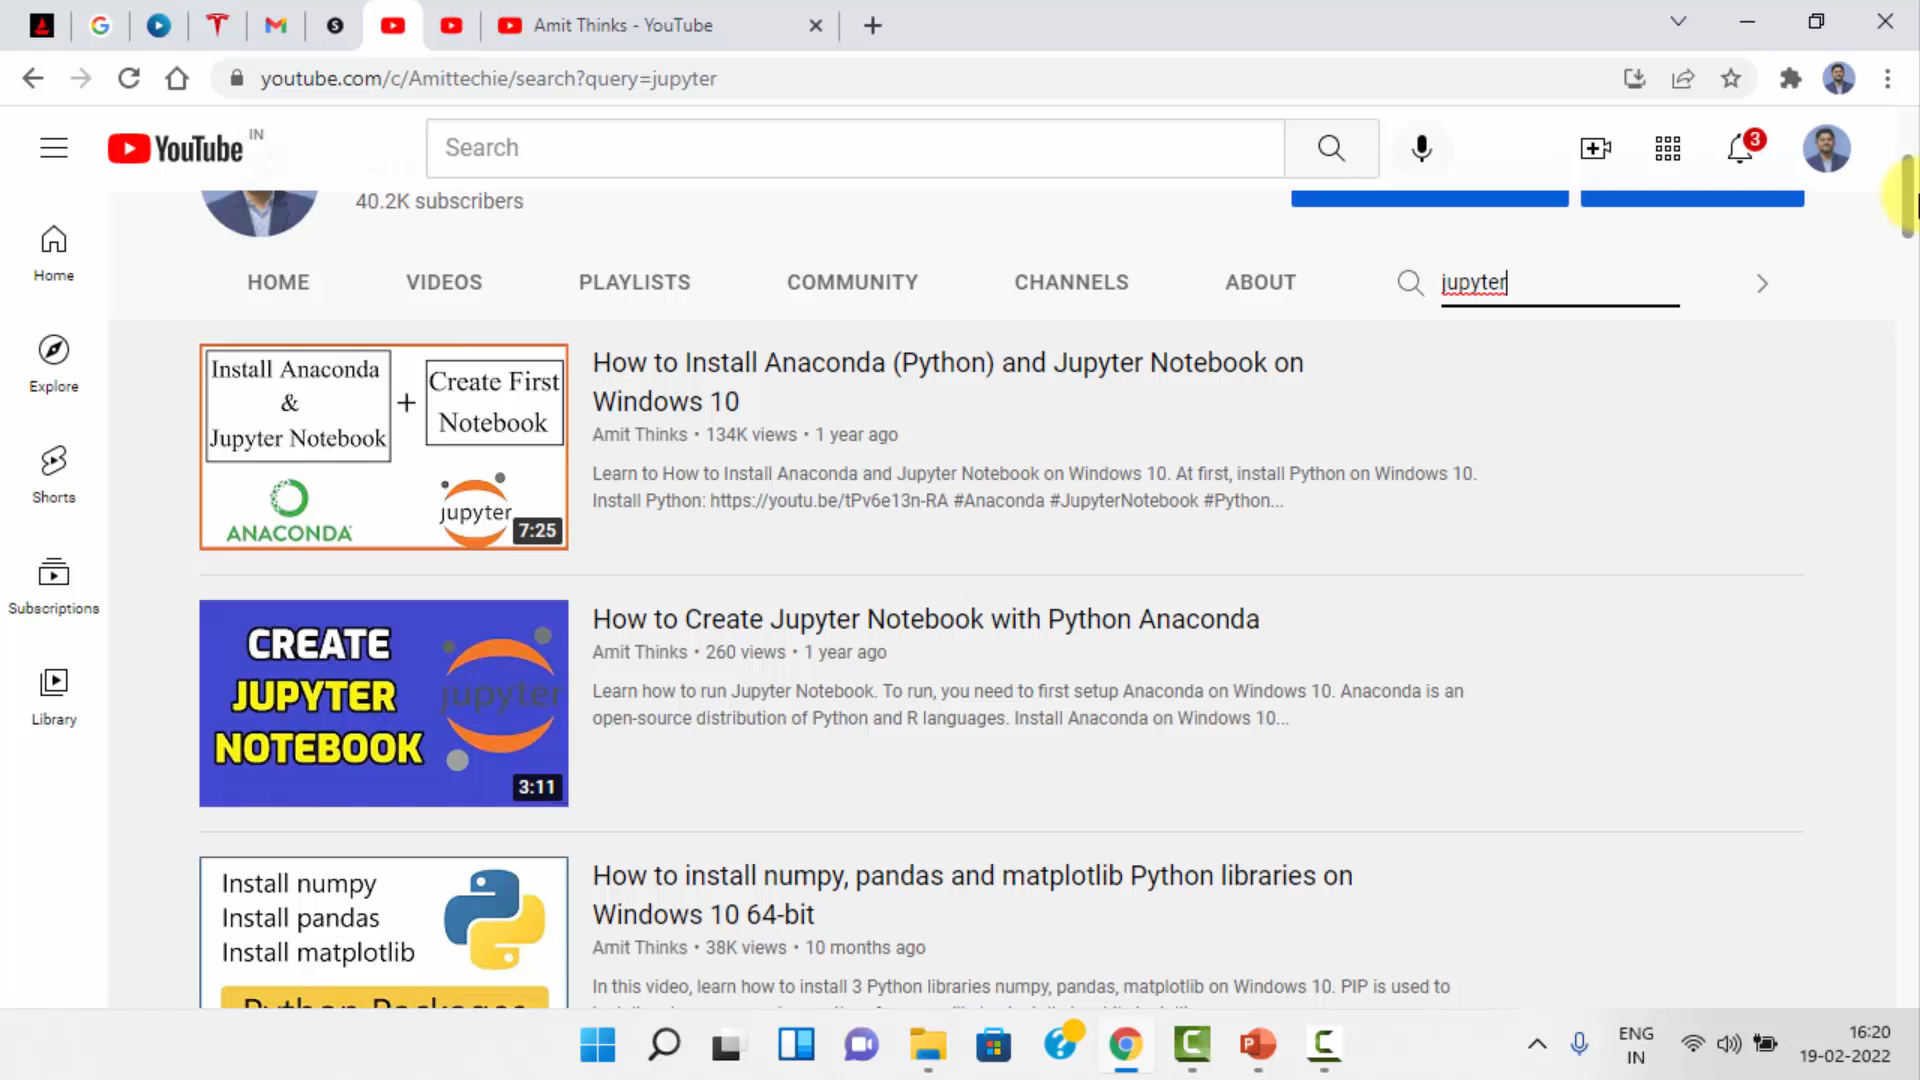 Amit Thinks - YouTube
youtube.com/c/Amittechie/search?query=jupyter
YouTube IN
Search
3
40.2K subscribers
HOME VIDEOS PLAYLISTS COMMUNITY CHANNELS ABOUT jupyter
Home
Explore
Shorts
Subscriptions
Library
Install Anaconda
&
Jupyter Notebook
+
Create First
Notebook
ANACONDA
jupyter
7:25
How to Install Anaconda (Python) and Jupyter Notebook on
Windows 10
Amit Thinks • 134K views • 1 year ago
Learn to How to Install Anaconda and Jupyter Notebook on Windows 10. At first, install Python on Windows 10.
Install Python: https://youtu.be/tPv6e13n-RA #Anaconda #JupyterNotebook #Python...
CREATE
JUPYTER
NOTEBOOK
jupyter
3:11
How to Create Jupyter Notebook with Python Anaconda
Amit Thinks • 260 views • 1 year ago
Learn how to run Jupyter Notebook. To run, you need to first setup Anaconda on Windows 10. Anaconda is an
open-source distribution of Python and R languages. Install Anaconda on Windows 10...
Install numpy
Install pandas
Install matplotlib
Python Packages
How to install numpy, pandas and matplotlib Python libraries on
Windows 10 64-bit
Amit Thinks • 38K views • 10 months ago
In this video, learn how to install 3 Python libraries numpy, pandas, matplotlib on Windows 10. PIP is used to
ENG
IN
16:20
19-02-2022